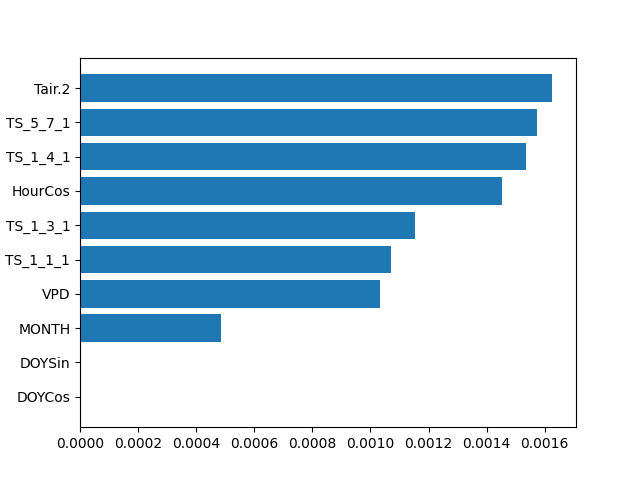 Tair.2
TS_5_7_1
TS_1_4_1
HourCos
TS_1_3_1
TS_1_1_1
VPD
MONTH
DOYSin
DOYCos
0.0000 0.0002 0.0004 0.0006 0.0008 0.0010 0.0012 0.0014 0.0016